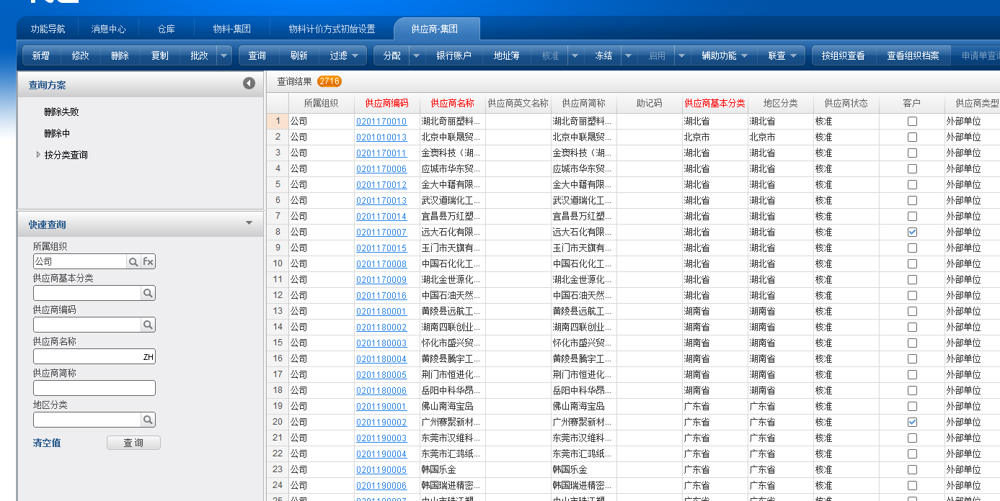 功能导航 消息中心 仓库 物料-集团 物料计价方式初始设置 供应商-集团
新增 修改 删除 复制 批改 查询 刷新 过滤 分配 银行账户 地址簿 核准 冻结 启用 辅助功能 联查 按组织查看 查看组织档案 申请单查询
查询方案
删除失败
删除中
按分类查询
快速查询
所属组织
公司 fx
供应商基本分类
供应商编码
供应商名称
ZH
供应商简称
地区分类
清空值 查 询
查询结果 2716
所属组织 供应商编码 供应商名称 供应商英文名称 供应商简称 助记码 供应商基本分类 地区分类 供应商状态 客户 供应商类型
1 公司 0201170010 湖北奇丽塑料... 湖北奇丽塑料... 湖北省 湖北省 核准 外部单位
2 公司 0201010013 北京中联晟贸... 北京中联晟贸... 北京市 北京市 核准 外部单位
3 公司 0201170011 金澳科技（湖... 金澳科技（湖... 湖北省 湖北省 核准 外部单位
4 公司 0201170006 应城市华东贸... 应城市华东贸... 湖北省 湖北省 核准 外部单位
5 公司 0201170012 金大中籍有限... 金大中籍有限... 湖北省 湖北省 核准 外部单位
6 公司 0201170013 武汉道瑞化工... 武汉道瑞化工... 湖北省 湖北省 核准 外部单位
7 公司 0201170014 宜昌县万红塑... 宜昌县万红塑... 湖北省 湖北省 核准 外部单位
8 公司 0201170007 远大石化有限... 远大石化有限... 湖北省 湖北省 核准 外部单位
9 公司 0201170015 玉门市天旗有... 玉门市天旗有... 湖北省 湖北省 核准 外部单位
10 公司 0201170008 中国石化化工... 中国石化化工... 湖北省 湖北省 核准 外部单位
11 公司 0201170009 湖北金世源化... 湖北金世源化... 湖北省 湖北省 核准 外部单位
12 公司 0201170016 中国石油天然... 中国石油天然... 湖北省 湖北省 核准 外部单位
13 公司 0201180001 黄陵县远航工... 黄陵县远航工... 湖南省 湖南省 核准 外部单位
14 公司 0201180002 湖南四联创业... 湖南四联创业... 湖南省 湖南省 核准 外部单位
15 公司 0201180003 怀化市盛兴贸... 怀化市盛兴贸... 湖南省 湖南省 核准 外部单位
16 公司 0201180004 黄陵县腾宇工... 黄陵县腾宇工... 湖南省 湖南省 核准 外部单位
17 公司 0201180005 荆门市恒进化... 荆门市恒进化... 湖南省 湖南省 核准 外部单位
18 公司 0201180006 岳阳中科华昂... 岳阳中科华昂... 湖南省 湖南省 核准 外部单位
19 公司 0201190001 佛山南海宝岛 佛山南海宝岛 广东省 广东省 核准 外部单位
20 公司 0201190002 广州赛聚新材... 广州赛聚新材... 广东省 广东省 核准 外部单位
21 公司 0201190003 东莞市汉维科... 东莞市汉维科... 广东省 广东省 核准 外部单位
22 公司 0201190004 东莞市汇鸿纸... 东莞市汇鸿纸... 广东省 广东省 核准 外部单位
23 公司 0201190005 韩国乐金 韩国乐金 广东省 广东省 核准 外部单位
24 公司 0201190006 韩国瑞进精密... 韩国瑞进精密... 广东省 广东省 核准 外部单位